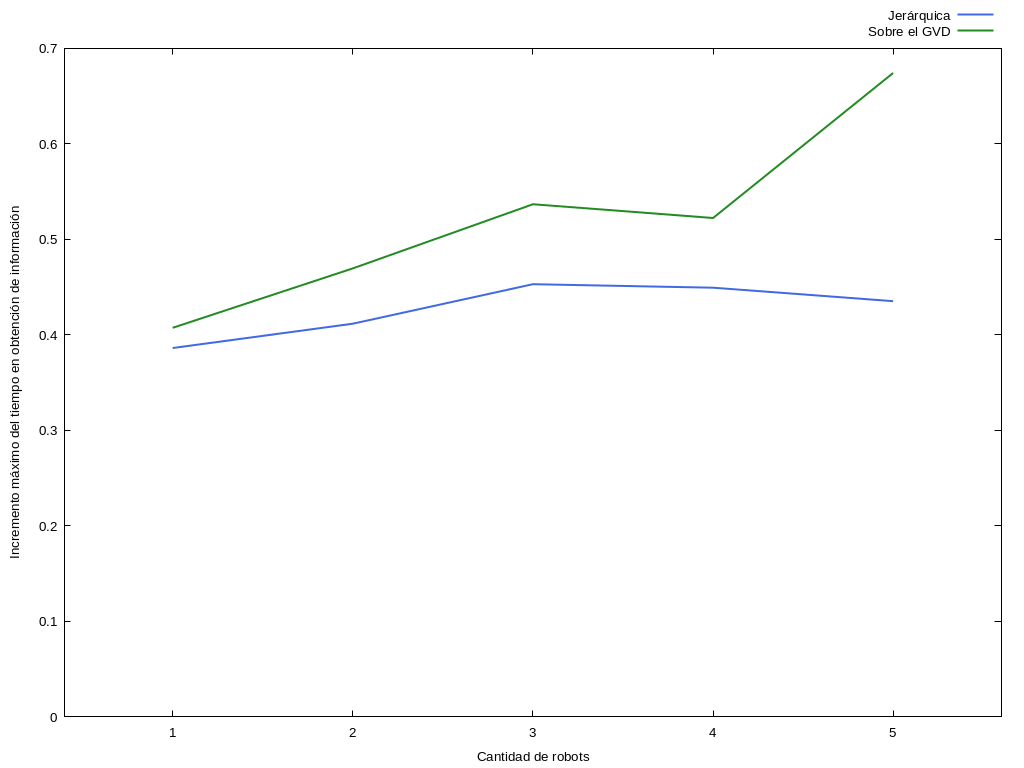 Jerárquica
Sobre el GVD
0.7
0.6
0.5
0.4
0.3
0.2
0.1
0
Incremento máximo del tiempo en obtención de información
1 2 3 4 5
Cantidad de robots